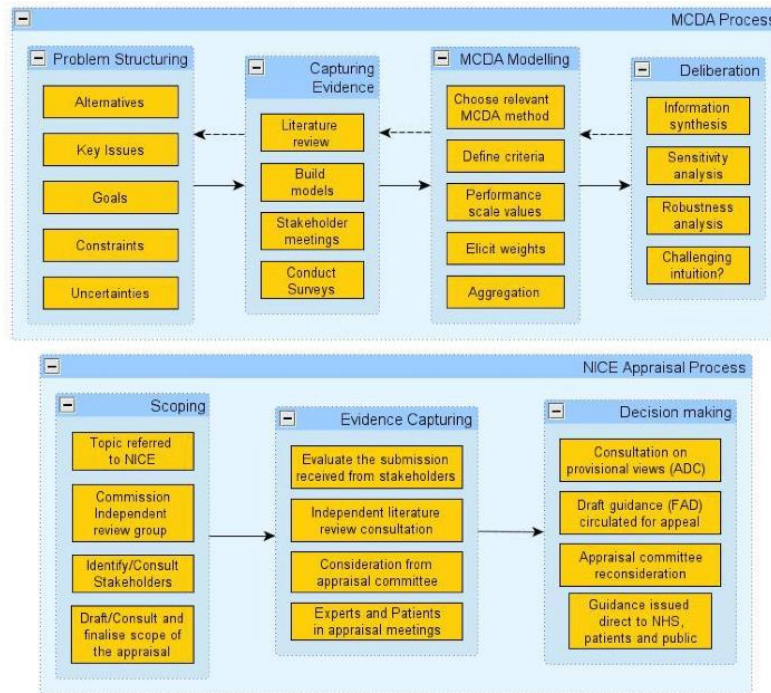 MCDA Process
Problem Structuring
Alternatives
Key Issues
Goals
Constraints
Uncertainties
Capturing
Evidence
Literature
review
Build
models
Stakeholder
meetings
Conduct
Surveys
MCDA Modelling
Choose relevant
MCDA method
Define criteria
Performance
scale values
Elicit weights
Aggregation
Deliberation
Information
synthesis
Sensitivity
analysis
Robustness
analysis
Challenging
intuition?
NICE Appraisal Process
Scoping
Topic referred
to NICE
Commission
Independent
review group
Identify/Consult
Stakeholders
Draft/Consult and
finalise scope of
the appraisal
Evidence Capturing
Evaluate the submission
received from stakeholders
Independent literature
review consultation
Consideration from
appraisal committee
Experts and Patients
in appraisal meetings
Decision making
Consultation on
provisional views (ADC)
Draft guidance (FAD)
circulated for appeal
Appraisal committee
reconsideration
Guidance issued
direct to NHS,
patients and public